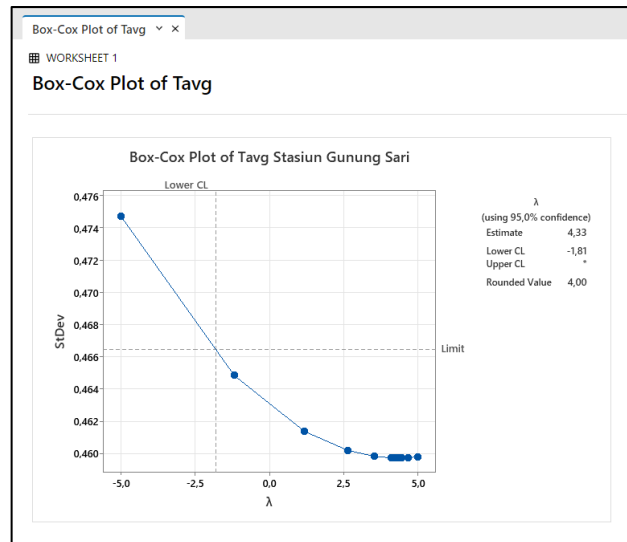 Box-Cox Plot of Tavg
WORKSHEET 1
Box-Cox Plot of Tavg
Box-Cox Plot of Tavg Stasiun Gunung Sari
Lower CL
0,476
0,474
0,472
0,470
0,468
0,466
0,464
0,462
0,460
StDev
Limit
-5,0 -2,5 0,0 2,5 5,0
λ
λ
(using 95,0% confidence)
Estimate 4,33
Lower CL -1,81
Upper CL *
Rounded Value 4,00